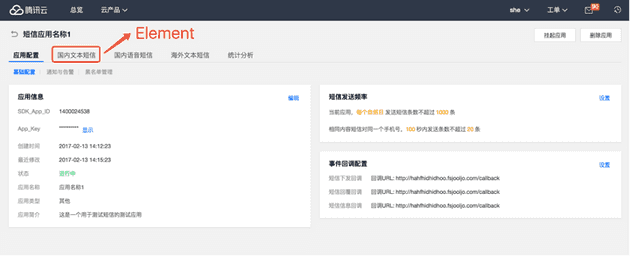 腾讯云 总览 云产品 she 工单 90
短信应用名称1 Element 挂起应用 删除应用
应用配置 国内文本短信 国内语音短信 海外文本短信 统计分析
基础配置 通知与告警 黑名单管理
应用信息 编辑
SDK_App_ID 1400024538
App_Key ********* 显示
创建时间 2017-02-13 14:12:23
最近修改 2017-02-13 14:23:15
状态 运行中
应用名称 应用名称1
应用类型 其他
应用简介 这是一个用于测试短信的测试应用
短信发送频率 设置
当前应用，每个自然日 发送短信条数不超过 1000 条
相同内容短信对同一个手机号，100 秒内发送条数不超过 20 条
事件回调配置 设置
短信下发回调 回调URL: http://hahfhidhidhoo.fsjooljo.com/callback
短信回覆回调 回调URL: http://hahfhidhidhoo.fsjooljo.com/callback
短信信息回调 回调URL: http://hahfhidhidhoo.fsjooljo.com/callback